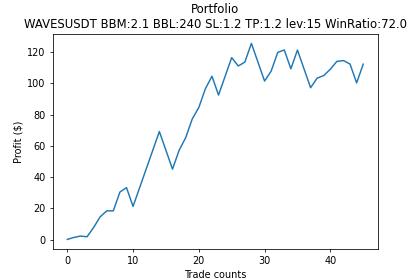 Portfolio
WAVESUSDT BBM:2.1 BBL:240 SL:1.2 TP:1.2 lev:15 WinRatio:72.0
120
100
80
60
40
20
0
Profit ($)
0 10 20 30 40
Trade counts